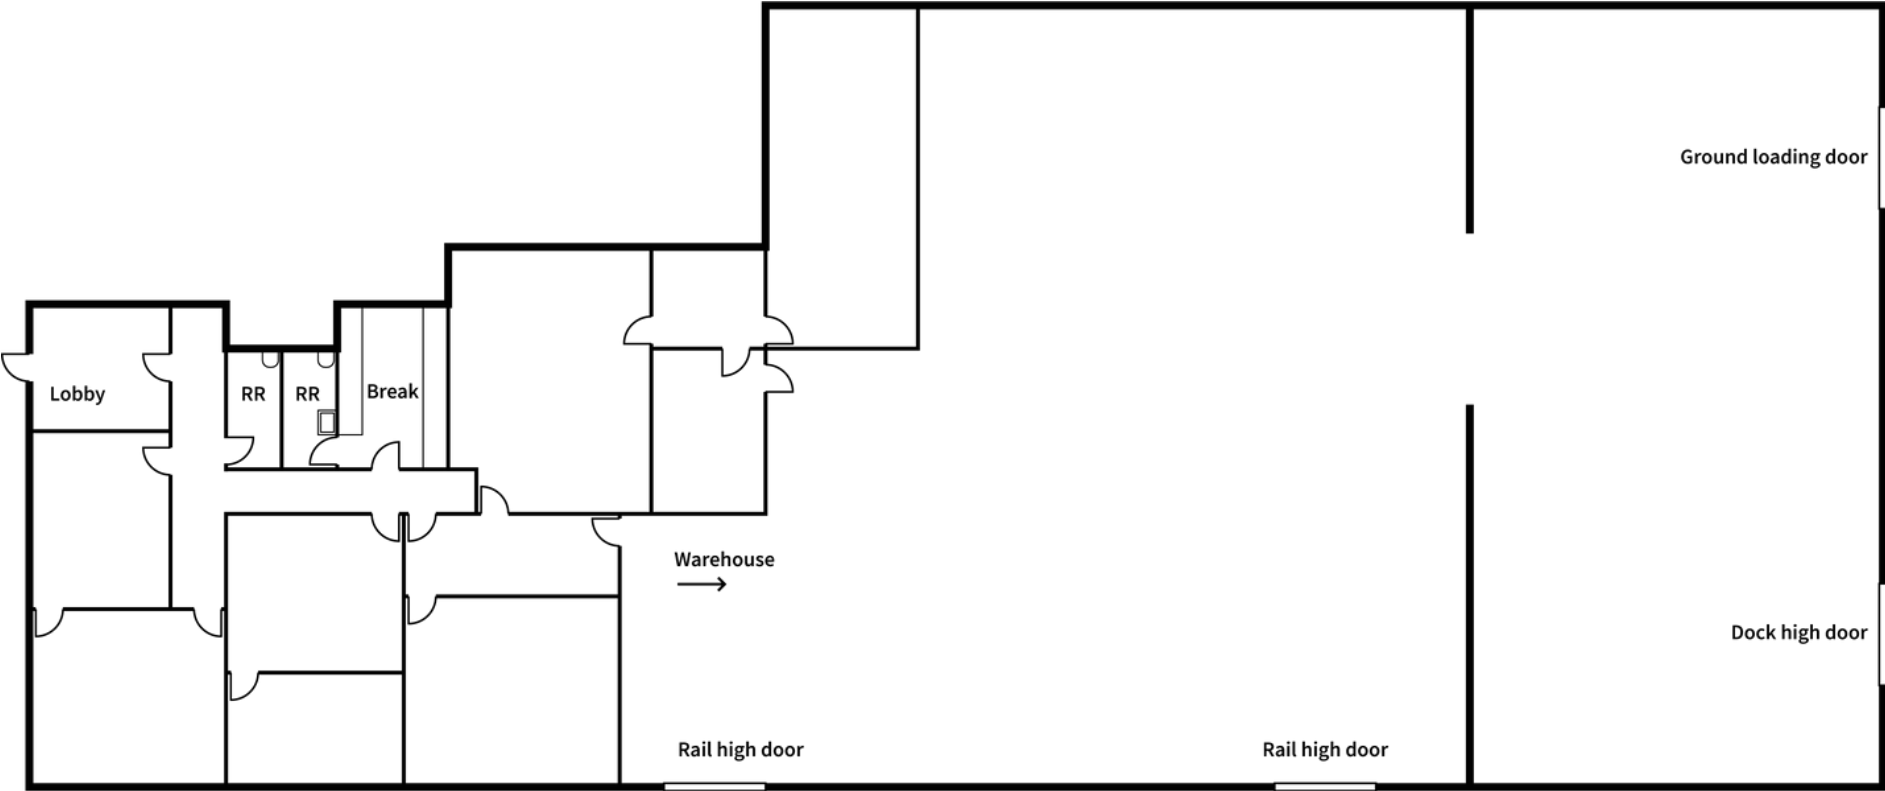 Ground loading door
Lobby
RR
RR
Break
Warehouse
Dock high door
Rail high door
Rail high door